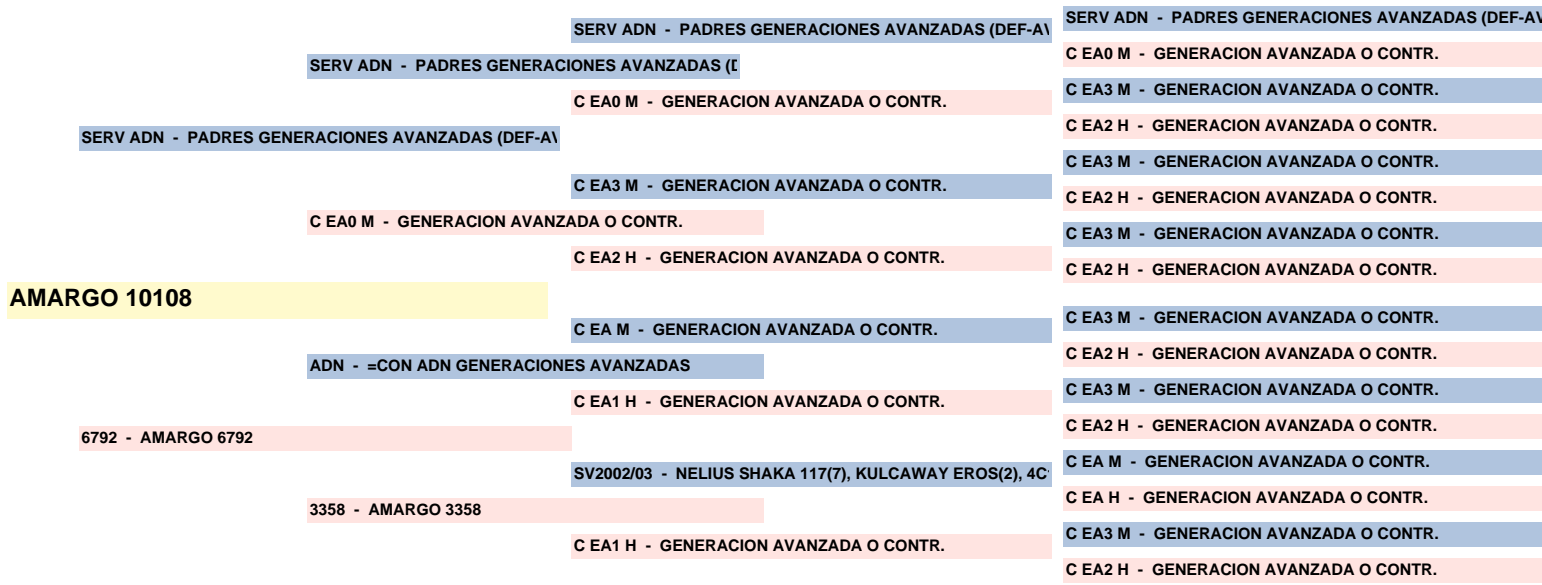 SERV ADN - PADRES GENERACIONES AVANZADAS (DEF-AV
SERV ADN - PADRES GENERACIONES AVANZADAS (DEF-AV
C EA0 M - GENERACION AVANZADA O CONTR.
SERV ADN - PADRES GENERACIONES AVANZADAS (D
C EA3 M - GENERACION AVANZADA O CONTR.
C EA0 M - GENERACION AVANZADA O CONTR.
C EA2 H - GENERACION AVANZADA O CONTR.
SERV ADN - PADRES GENERACIONES AVANZADAS (DEF-AV
C EA3 M - GENERACION AVANZADA O CONTR.
C EA3 M - GENERACION AVANZADA O CONTR.
C EA2 H - GENERACION AVANZADA O CONTR.
C EA0 M - GENERACION AVANZADA O CONTR.
C EA3 M - GENERACION AVANZADA O CONTR.
C EA2 H - GENERACION AVANZADA O CONTR.
C EA2 H - GENERACION AVANZADA O CONTR.
AMARGO 10108
C EA3 M - GENERACION AVANZADA O CONTR.
C EA M - GENERACION AVANZADA O CONTR.
C EA2 H - GENERACION AVANZADA O CONTR.
ADN - =CON ADN GENERACIONES AVANZADAS
C EA3 M - GENERACION AVANZADA O CONTR.
C EA1 H - GENERACION AVANZADA O CONTR.
C EA2 H - GENERACION AVANZADA O CONTR.
6792 - AMARGO 6792
C EA M - GENERACION AVANZADA O CONTR.
SV2002/03 - NELIUS SHAKA 117(7), KULCAWAY EROS(2), 4C
C EA H - GENERACION AVANZADA O CONTR.
3358 - AMARGO 3358
C EA3 M - GENERACION AVANZADA O CONTR.
C EA1 H - GENERACION AVANZADA O CONTR.
C EA2 H - GENERACION AVANZADA O CONTR.